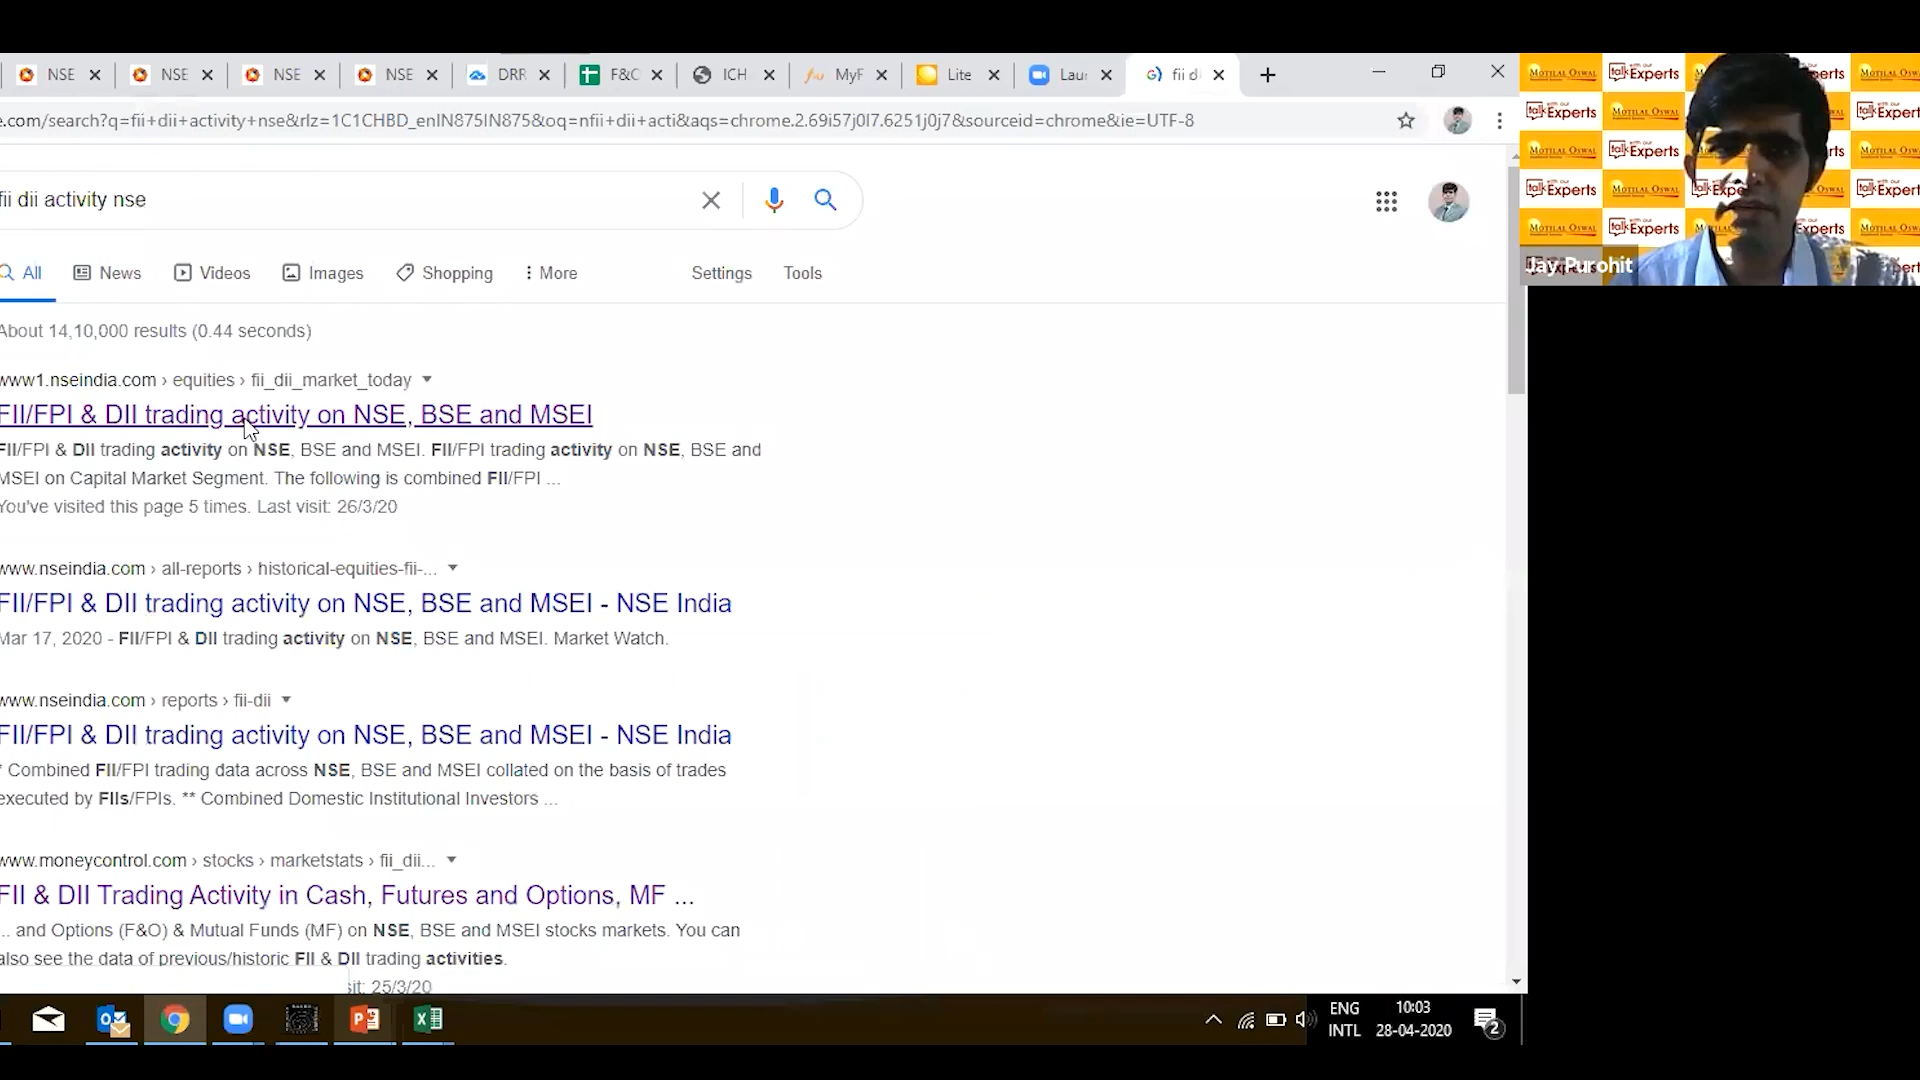 NSE NSE NSE NSE DRR F&C ICH MyF Lite Laur fii di
e.com/search?q=fii+dii+activity+nse&rlz=1C1CHBD_enIN875IN875&oq=nfii+dii+acti&aqs=chrome.2.69i57j0l7.6251j0j7&sourceid=chrome&ie=UTF-8
fii dii activity nse
All News Videos Images Shopping More Settings Tools
About 14,10,000 results (0.44 seconds)
www1.nseindia.com › equities › fii_dii_market_today
FII/FPI & DII trading activity on NSE, BSE and MSEI
FII/FPI & DII trading activity on NSE, BSE and MSEI. FII/FPI trading activity on NSE, BSE and
MSEI on Capital Market Segment. The following is combined FII/FPI ...
You've visited this page 5 times. Last visit: 26/3/20
www.nseindia.com › all-reports › historical-equities-fii-...
FII/FPI & DII trading activity on NSE, BSE and MSEI - NSE India
Mar 17, 2020 - FII/FPI & DII trading activity on NSE, BSE and MSEI. Market Watch.
www.nseindia.com › reports › fii-dii
FII/FPI & DII trading activity on NSE, BSE and MSEI - NSE India
* Combined FII/FPI trading data across NSE, BSE and MSEI collated on the basis of trades
executed by FIIs/FPIs. ** Combined Domestic Institutional Investors ...
www.moneycontrol.com › stocks › marketstats › fii_dii...
FII & DII Trading Activity in Cash, Futures and Options, MF ...
... and Options (F&O) & Mutual Funds (MF) on NSE, BSE and MSEI stocks markets. You can
also see the data of previous/historic FII & DII trading activities.
sit: 25/3/20
ENG 10:03
INTL 28-04-2020 2
MOTILAL OSWAL talk Experts
Jay Purohit